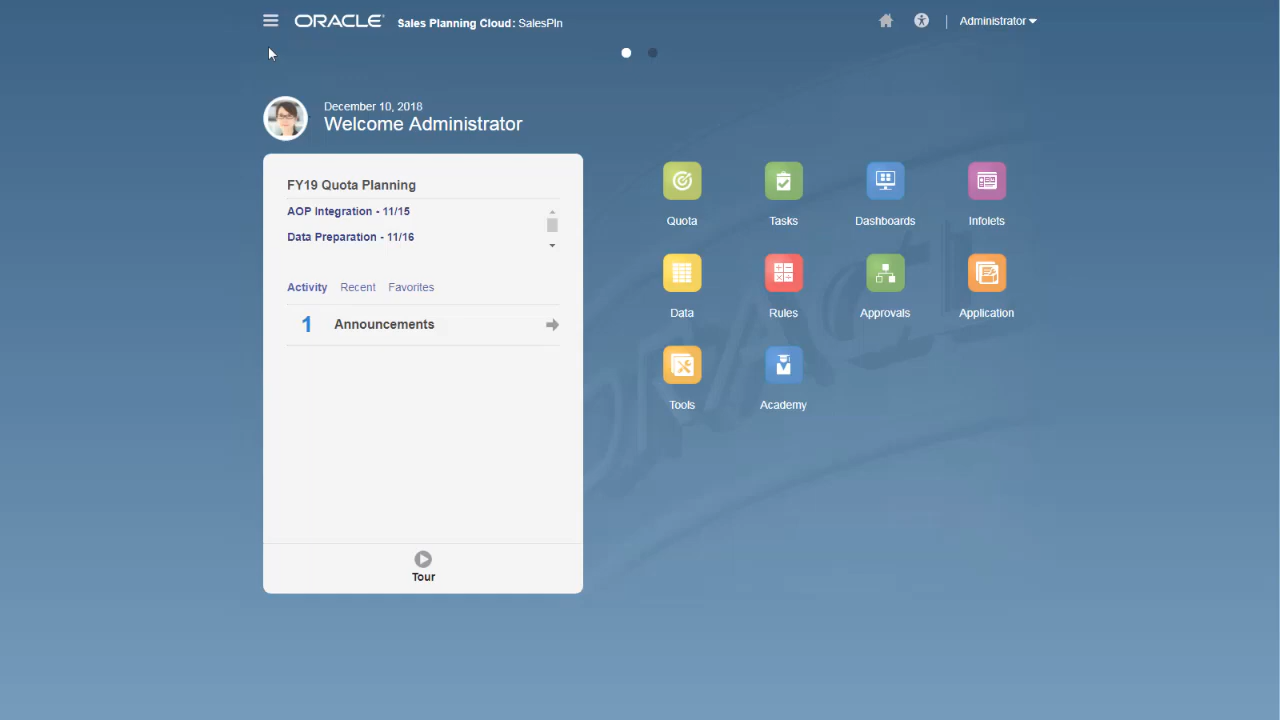 ORACLE Sales Planning Cloud: SalesPln
Administrator
December 10, 2018
Welcome Administrator
FY19 Quota Planning
AOP Integration - 11/15
Data Preparation - 11/16
Activity Recent Favorites
1 Announcements
Tour
Quota Tasks Dashboards Infolets
Data Rules Approvals Application
Tools Academy
ORACLE